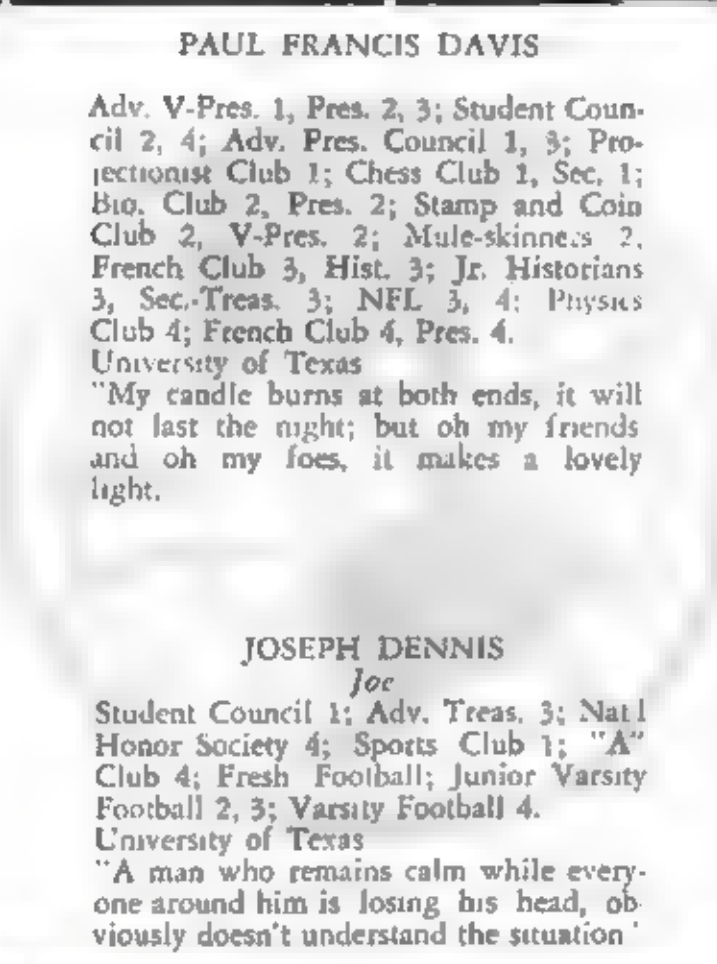 PAUL FRANCIS DAVIS
Adv. V-Pres. 1, Pres. 2, 3; Student Coun-
cil 2, 4; Adv. Pres. Council 1, 3; Pro-
jectionist Club 1; Chess Club 1, Sec. 1;
Bio. Club 2, Pres. 2; Stamp and Coin
Club 2, V-Pres. 2; Mule-skinners 2,
French Club 3, Hist. 3; Jr. Historians
3, Sec.-Treas. 3; NFL 3, 4; Physics
Club 4; French Club 4, Pres. 4.
University of Texas
"My candle burns at both ends, it will
not last the night; but oh my friends
and oh my foes, it makes a lovely
light.
JOSEPH DENNIS
Joe
Student Council 1; Adv. Treas. 3; Nat'l
Honor Society 4; Sports Club 1; "A"
Club 4; Fresh Football; Junior Varsity
Football 2, 3; Varsity Football 4.
University of Texas
"A man who remains calm while every-
one around him is losing his head, ob-
viously doesn't understand the situation '